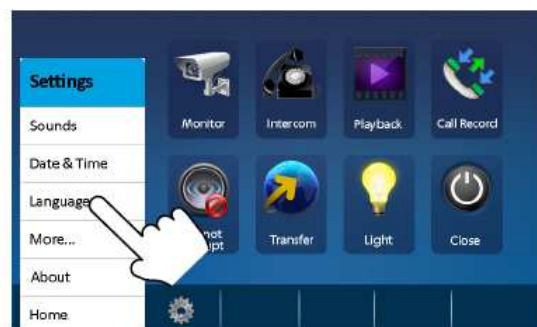 Settings
Sounds
Date & Time
Language
More...
About
Home
Monitor
Intercom
Playback
Call Record
Transfer
Light
Close